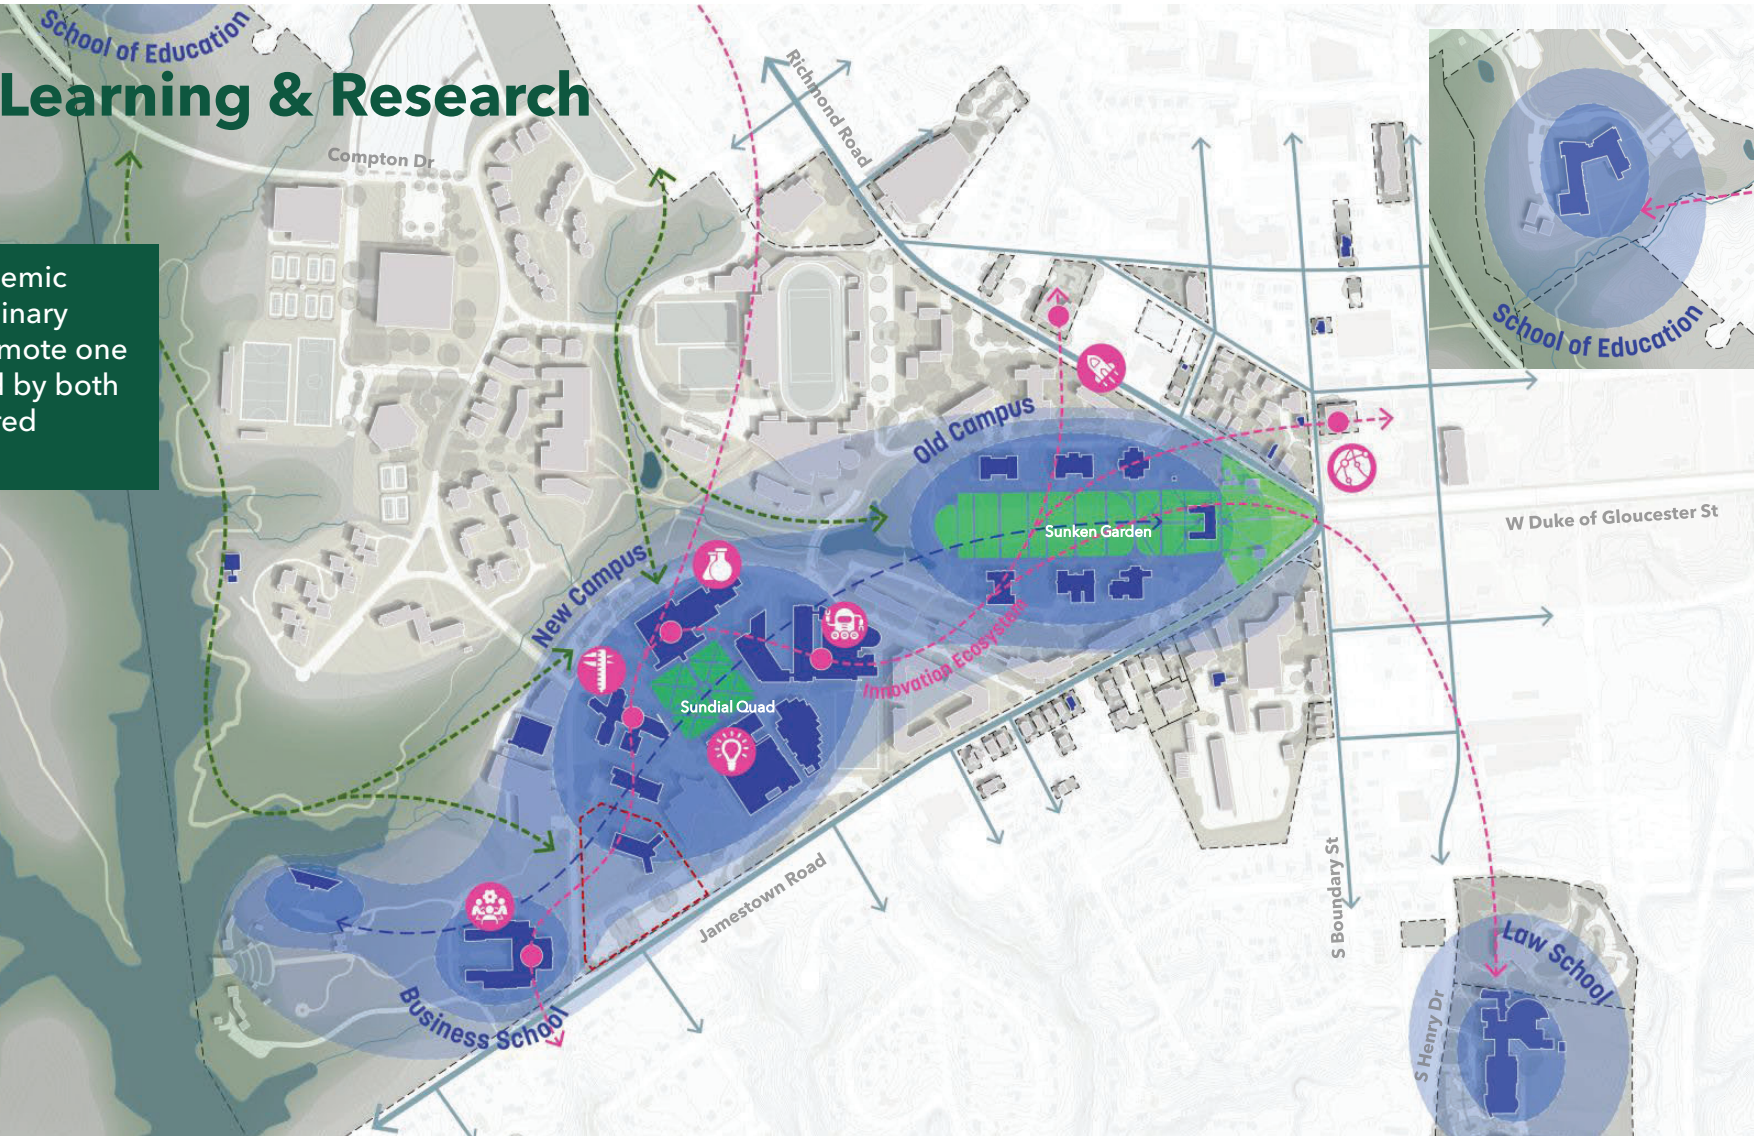 School of Education
Learning & Research
Richmond Road
Compton Dr
emic
inary
mote one
l by both
red
School of Education
Old Campus
W Duke of Gloucester St
Sunken Garden
New Campus
Innovation Ecosystem
Sundial Quad
Jamestown Road
S Boundary St
Business School
Law School
S Henry Dr